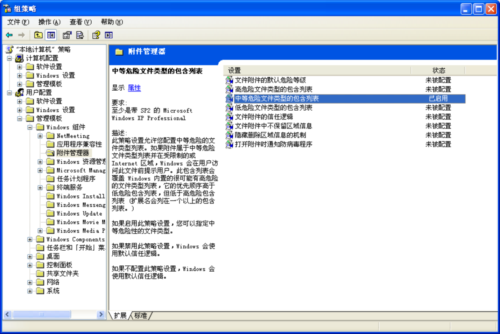 组策略
文件(F) 操作(A) 查看(V) 帮助(H)
"本地计算机" 策略
计算机配置
软件设置
Windows 设置
管理模板
用户配置
软件设置
Windows 设置
管理模板
Windows 组件
NetMeeting
应用程序兼容性
附件管理器
Windows 资源管
Microsoft Manag
任务计划程序
终端服务
Windows Install
Windows Messeng
Windows Update
Windows Movie M
Windows Media P
Windows Components
任务栏和「开始」菜
桌面
控制面板
共享文件夹
网络
系统
附件管理器
中等危险文件类型的包含列表
显示 属性
要求:
至少是带 SP2 的 Microsoft
Windows XP Professional
描述:
此策略设置允许您配置中等危险的文
件类型列表。如果附件属于中等危险
文件类型列表并在受限制的或
Internet 区域，Windows 会在用户访
问此文件前提示用户。此包含列表会
覆盖 Windows 内置的很可能有高危险
的文件类型列表，它的优先顺序高于
低危险包含列表，但低于高危险包含
列表 (扩展名会列在一个以上的包含
列表。)
如果启用此策略设置，您可以指定中
等危险性的文件类型。
如果禁用此策略设置，Windows 会使
用默认信任逻辑。
如果不配置此策略设置，Windows 会
使用默认信任逻辑。
设置 状态
文件附件的默认危险等级 未被配置
高危险文件类型的包含列表 未被配置
中等危险文件类型的包含列表 已启用
低危险文件类型的包含列表 未被配置
文件附件的信任逻辑 未被配置
文件附件中不保留区域信息 未被配置
隐藏删除区域信息的机制 未被配置
打开附件时通知防病毒程序 未被配置
扩展 标准